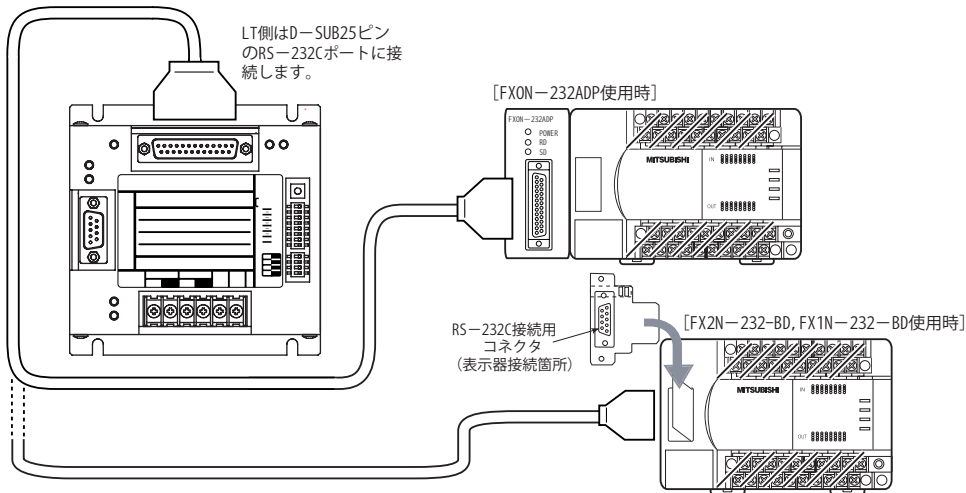 LT側はD－SUB25ピン
のRS－232Cポートに接
続します。
[FX0N－232ADP使用時]
FX0N－232ADP
POWER
RD
SD
MITSUBISHI
IN
OUT
RS－232C接続用
コネクタ
(表示器接続箇所)
[FX2N－232-BD, FX1N－232－BD使用時]
MITSUBISHI
IN
OUT